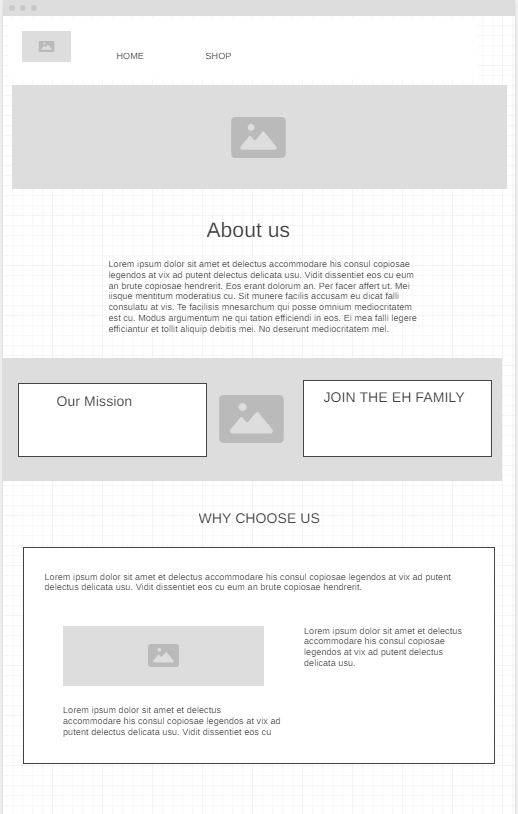 HOME SHOP
About us
Lorem ipsum dolor sit amet et delectus accommodare his consul copiosae
legendos at vix ad putent delectus delicata usu. Vidit dissentiet eos cu eum
an brute copiosae hendrerit. Eos erant dolorum an. Per facer affert ut. Mei
iisque mentitum moderatius cu. Sit munere facilis accusam eu dicat falli
consulatu at vis. Te facilisis mnesarchum qui posse omnium mediocritatem
est cu. Modus argumentum ne qui tation efficiendi in eos. Ei mea falli legere
efficiantur et tollit aliquip debitis mei. No deserunt mediocritatem mel.
Our Mission
JOIN THE EH FAMILY
WHY CHOOSE US
Lorem ipsum dolor sit amet et delectus accommodare his consul copiosae legendos at vix ad putent
delectus delicata usu. Vidit dissentiet eos cu eum an brute copiosae hendrerit.
Lorem ipsum dolor sit amet et delectus
accommodare his consul copiosae
legendos at vix ad putent delectus
delicata usu.
Lorem ipsum dolor sit amet et delectus
accommodare his consul copiosae legendos at vix ad
putent delectus delicata usu. Vidit dissentiet eos cu